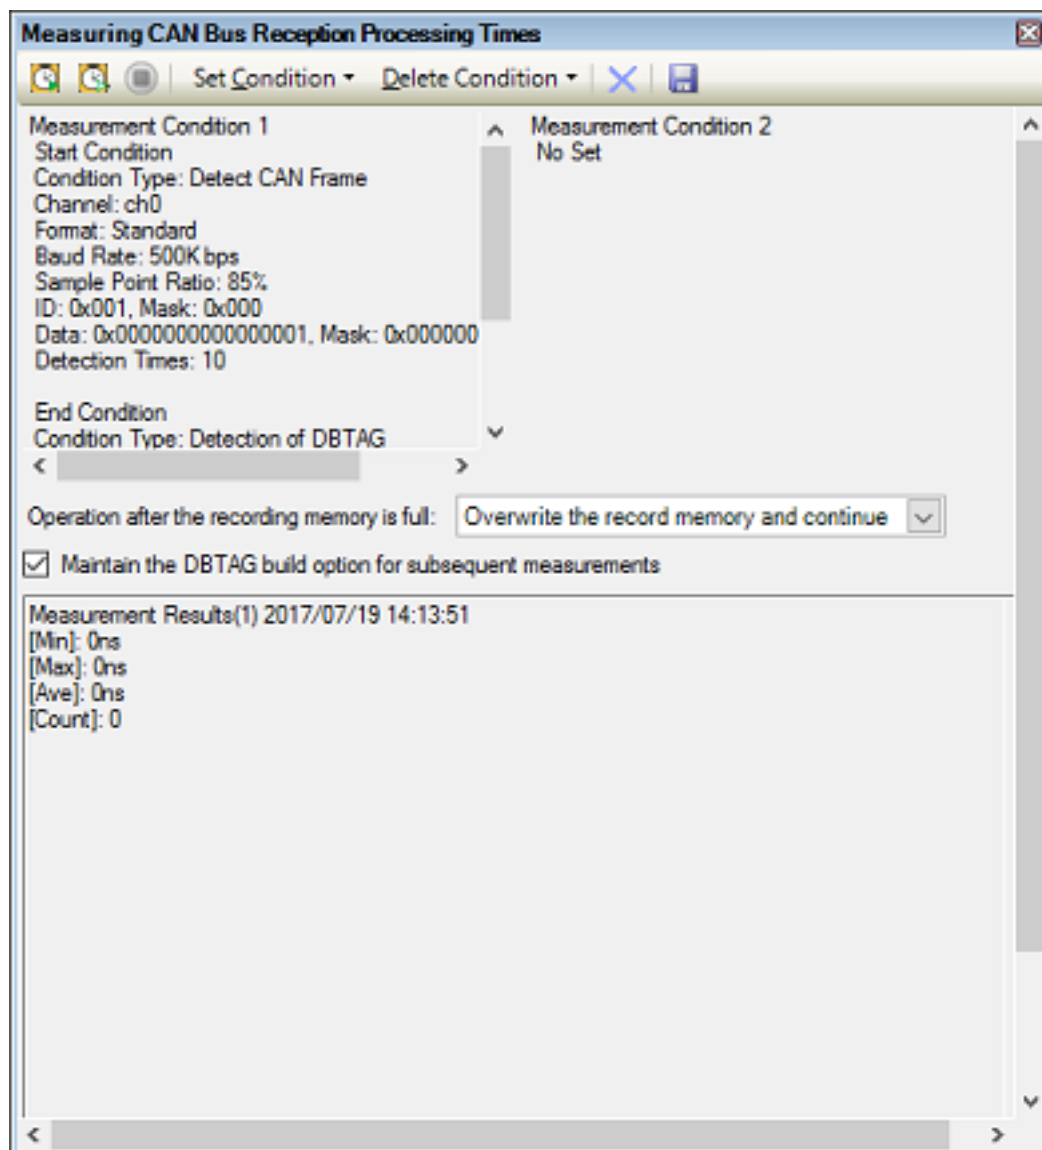 Measuring CAN Bus Reception Processing Times
Set Condition
Delete Condition
Measurement Condition 1
Start Condition
Condition Type: Detect CAN Frame
Channel: ch0
Format: Standard
Baud Rate: 500Kbps
Sample Point Ratio: 85%
ID: 0x001, Mask: 0x000
Data: 0x0000000000000001, Mask: 0x000000
Detection Times: 10
End Condition
Condition Type: Detection of DBTAG
Measurement Condition 2
No Set
Operation after the recording memory is full: Overwrite the record memory and continue
Maintain the DBTAG build option for subsequent measurements
Measurement Results(1) 2017/07/19 14:13:51
[Min]: 0ns
[Max]: 0ns
[Ave]: 0ns
[Count]: 0